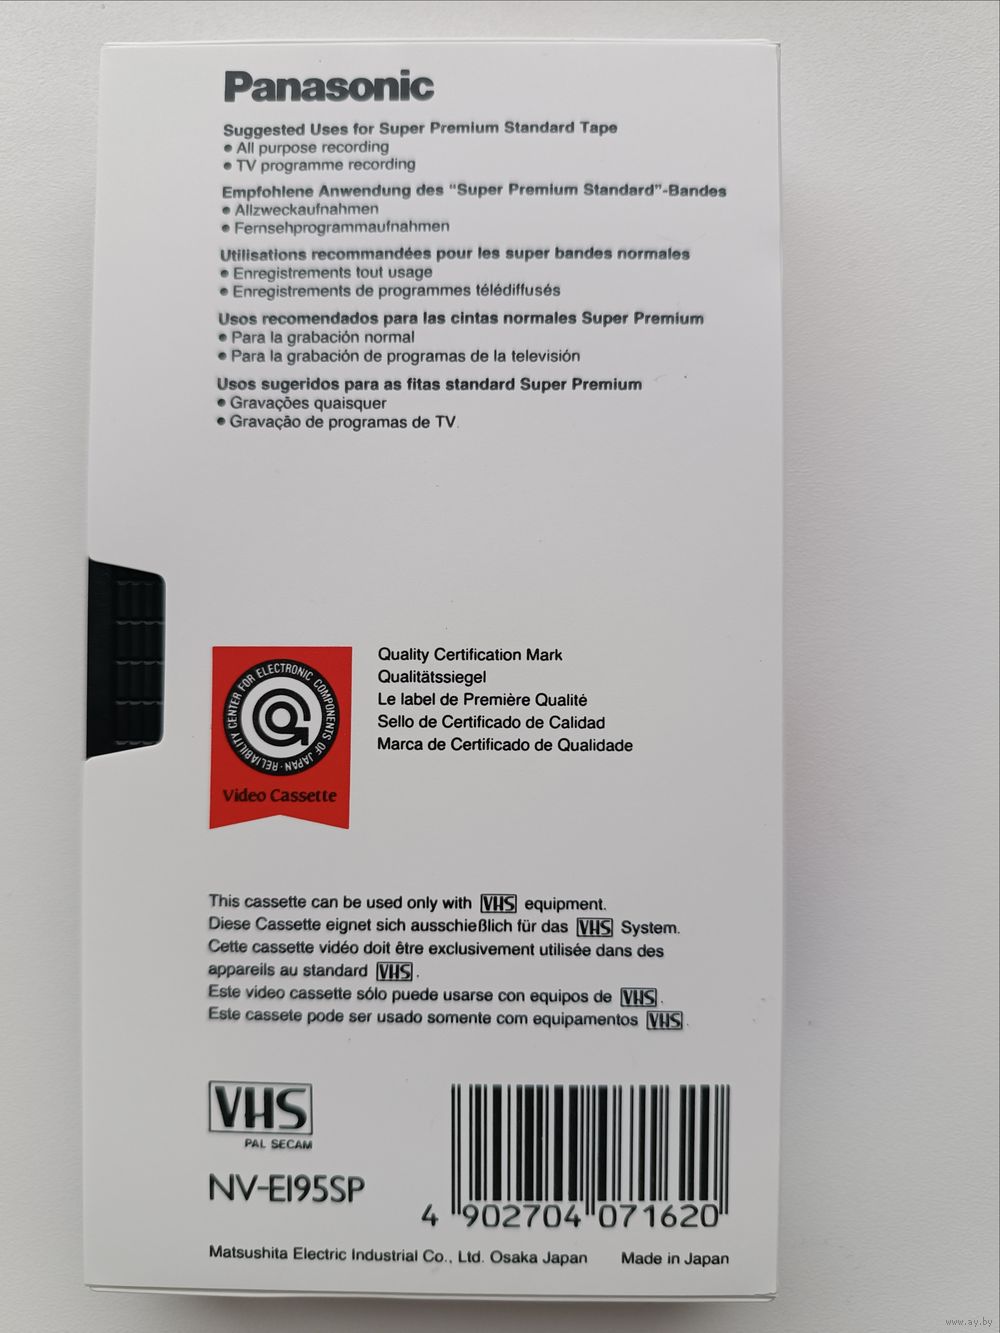 Panasonic
Suggested Uses for Super Premium Standard Tape
• All purpose recording
• TV programme recording
Empfohlene Anwendung des “Super Premium Standard”-Bandes
• Allzweckaufnahmen
• Fernsehprogrammaufnahmen
Utilisations recommandées pour les super bandes normales
• Enregistrements tout usage
• Enregistrements de programmes télédiffusés
Usos recomendados para las cintas normales Super Premium
• Para la grabación normal
• Para la grabación de programas de la televisión
Usos sugeridos para as fitas standard Super Premium
• Gravações quaisquer
• Gravação de programas de TV.
RELIABILITY CENTER FOR ELECTRONIC COMPONENTS OF JAPAN ·
Video Cassette
Quality Certification Mark
Qualitätssiegel
Le label de Première Qualité
Sello de Certificado de Calidad
Marca de Certificado de Qualidade
This cassette can be used only with VHS equipment.
Diese Cassette eignet sich ausschießlich für das VHS System.
Cette cassette vidéo doit être exclusivement utilisée dans des
appareils au standard VHS.
Este video cassette sólo puede usarse con equipos de VHS.
Este cassete pode ser usado somente com equipamentos VHS.
VHS
PAL SECAM
NV-E195SP
4 902704 071620
Matsushita Electric Industrial Co., Ltd. Osaka Japan Made in Japan
www.ay.by